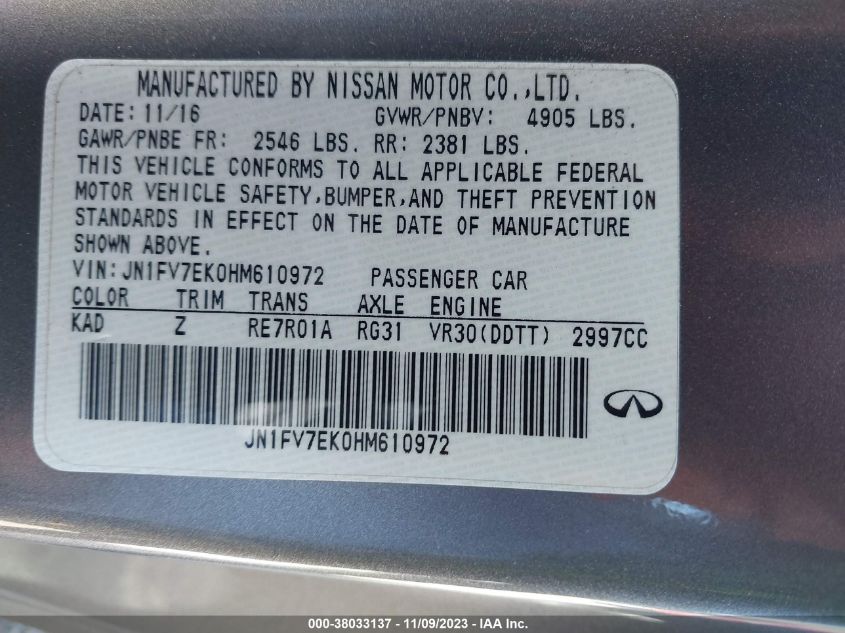 MANUFACTURED BY NISSAN MOTOR CO.,LTD.
DATE: 11/16 GVWR/PNBV: 4905 LBS.
GAWR/PNBE FR: 2546 LBS. RR: 2381 LBS.
THIS VEHICLE CONFORMS TO ALL APPLICABLE FEDERAL
MOTOR VEHICLE SAFETY,BUMPER,AND THEFT PREVENTION
STANDARDS IN EFFECT ON THE DATE OF MANUFACTURE
SHOWN ABOVE.
VIN:JN1FV7EK0HM610972 PASSENGER CAR
COLOR TRIM TRANS AXLE ENGINE
KAD Z RE7R01A RG31 VR30(DDTT) 2997CC
JN1FV7EK0HM610972
000-38033137 - 11/09/2023 - IAA Inc.